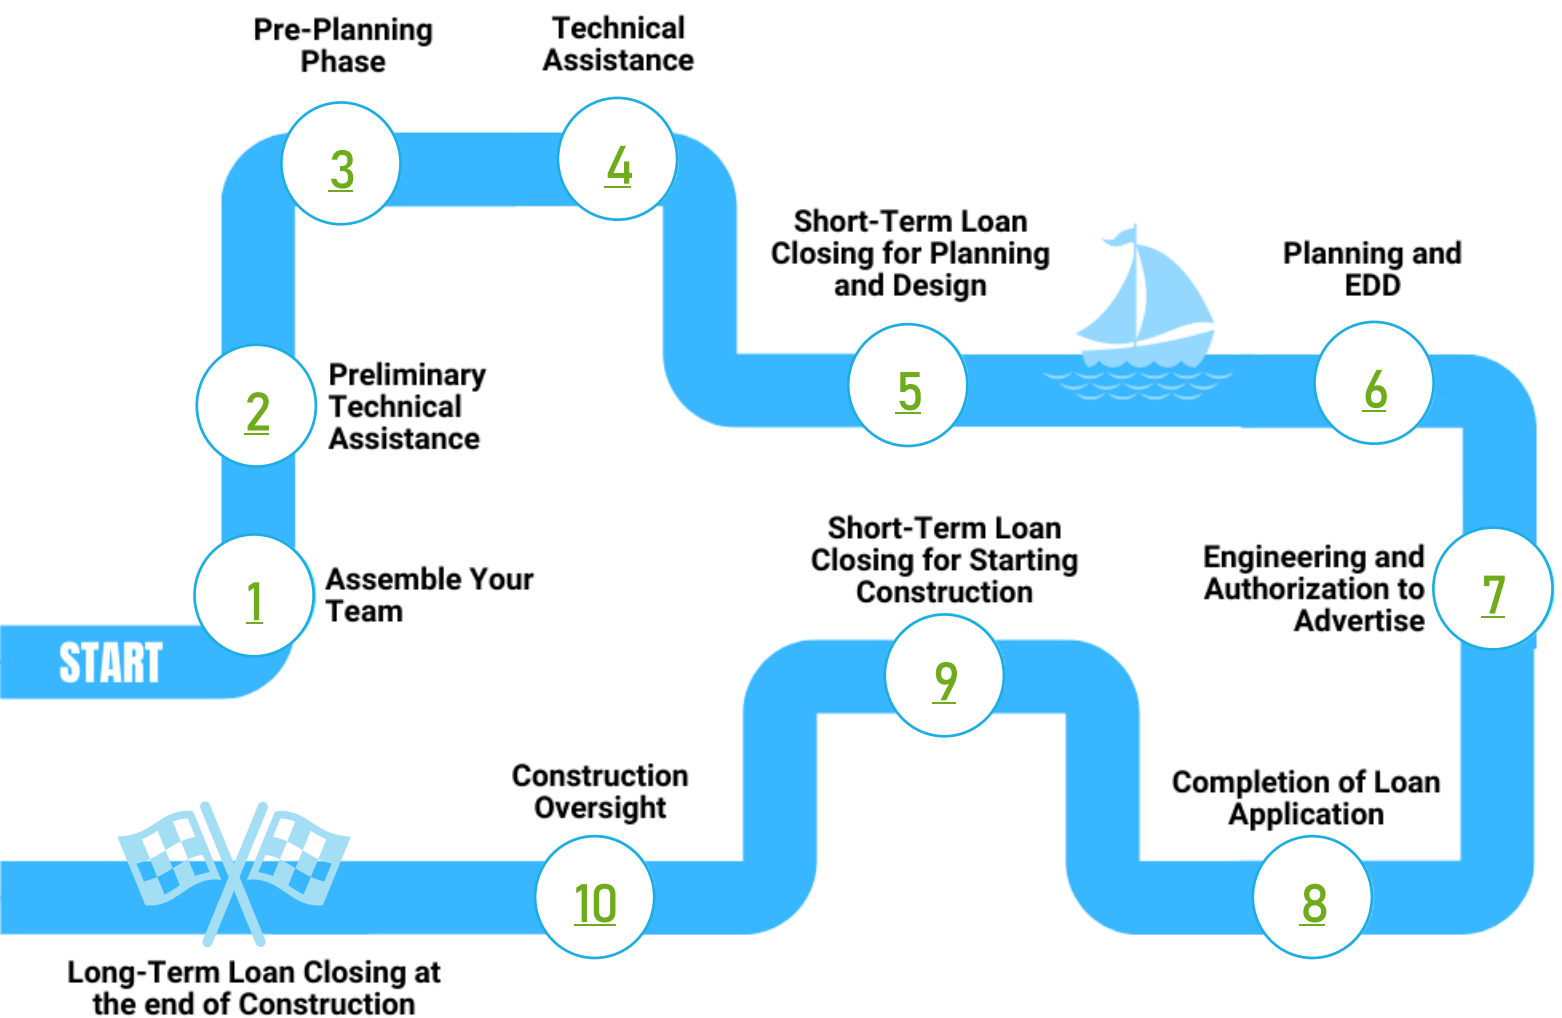 START
1
Assemble Your
Team
2
Preliminary
Technical
Assistance
3
Pre-Planning
Phase
4
Technical
Assistance
5
Short-Term Loan
Closing for Planning
and Design
6
Planning and
EDD
7
Engineering and
Authorization to
Advertise
8
Completion of Loan
Application
9
Short-Term Loan
Closing for Starting
Construction
10
Construction
Oversight
Long-Term Loan Closing at
the end of Construction